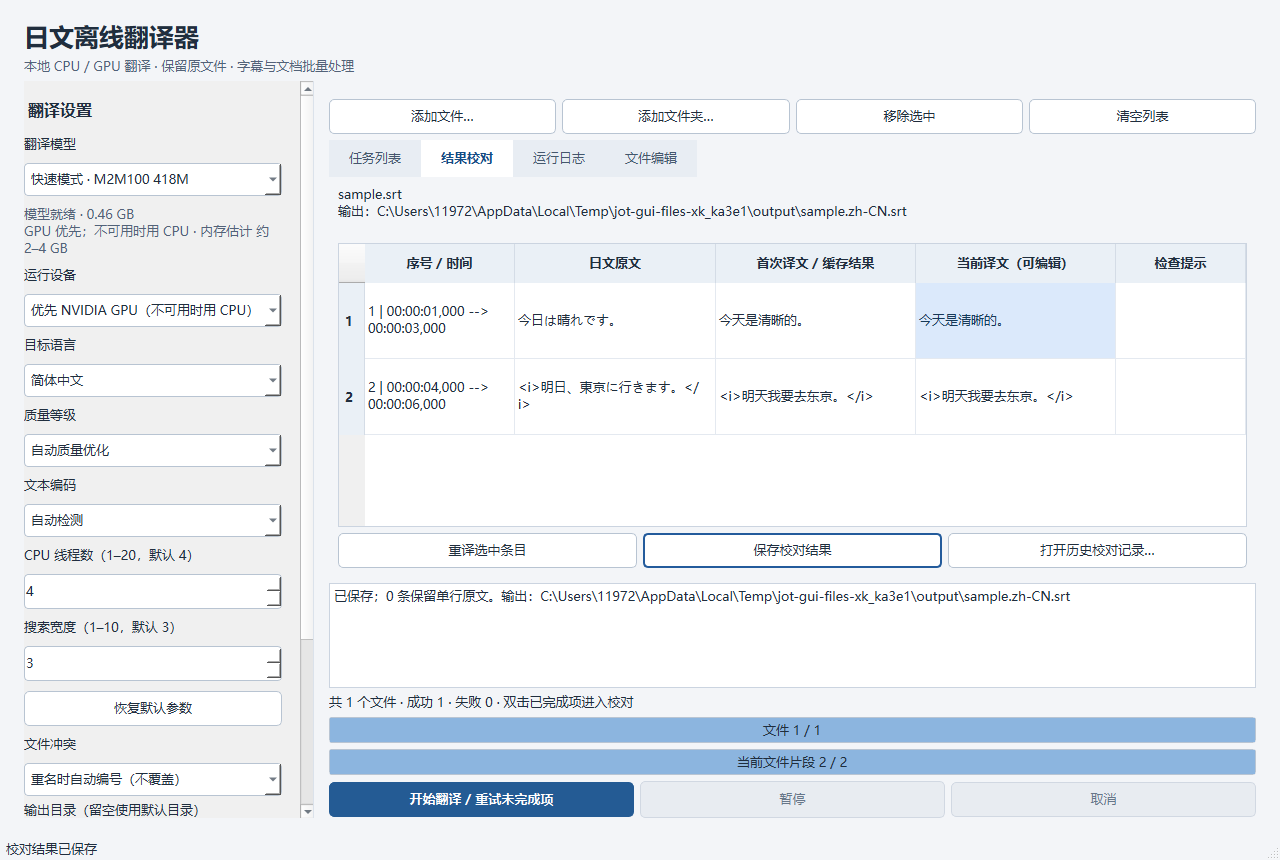 日文离线翻译器
本地 CPU / GPU 翻译 · 保留原文件 · 字幕与文档批量处理
翻译设置
翻译模型
快速模式 · M2M100 418M
模型就绪 · 0.46 GB
GPU 优先；不可用时用 CPU · 内存估计 约
2–4 GB
运行设备
优先 NVIDIA GPU（不可用时用 CPU）
目标语言
简体中文
质量等级
自动质量优化
文本编码
自动检测
CPU 线程数（1–20，默认 4）
4
搜索宽度（1–10，默认 3）
3
恢复默认参数
文件冲突
重名时自动编号（不覆盖）
输出目录（留空使用默认目录）
添加文件...
添加文件夹...
移除选中
清空列表
任务列表
结果校对
运行日志
文件编辑
sample.srt
输出：C:\Users\11972\AppData\Local\Temp\jot-gui-files-xk_ka3e1\output\sample.zh-CN.srt
序号 / 时间
日文原文
首次译文 / 缓存结果
当前译文（可编辑）
检查提示
1
1 | 00:00:01,000 -->
00:00:03,000
今日は晴れです。
今天是清晰的。
今天是清晰的。
2
2 | 00:00:04,000 -->
00:00:06,000
<i>明日、東京に行きます。</
i>
<i>明天我要去东京。</i>
<i>明天我要去东京。</i>
重译选中条目
保存校对结果
打开历史校对记录...
已保存；0 条保留单行原文。输出：C:\Users\11972\AppData\Local\Temp\jot-gui-files-xk_ka3e1\output\sample.zh-CN.srt
共 1 个文件 · 成功 1 · 失败 0 · 双击已完成项进入校对
文件 1 / 1
当前文件片段 2 / 2
开始翻译 / 重试未完成项
暂停
取消
校对结果已保存